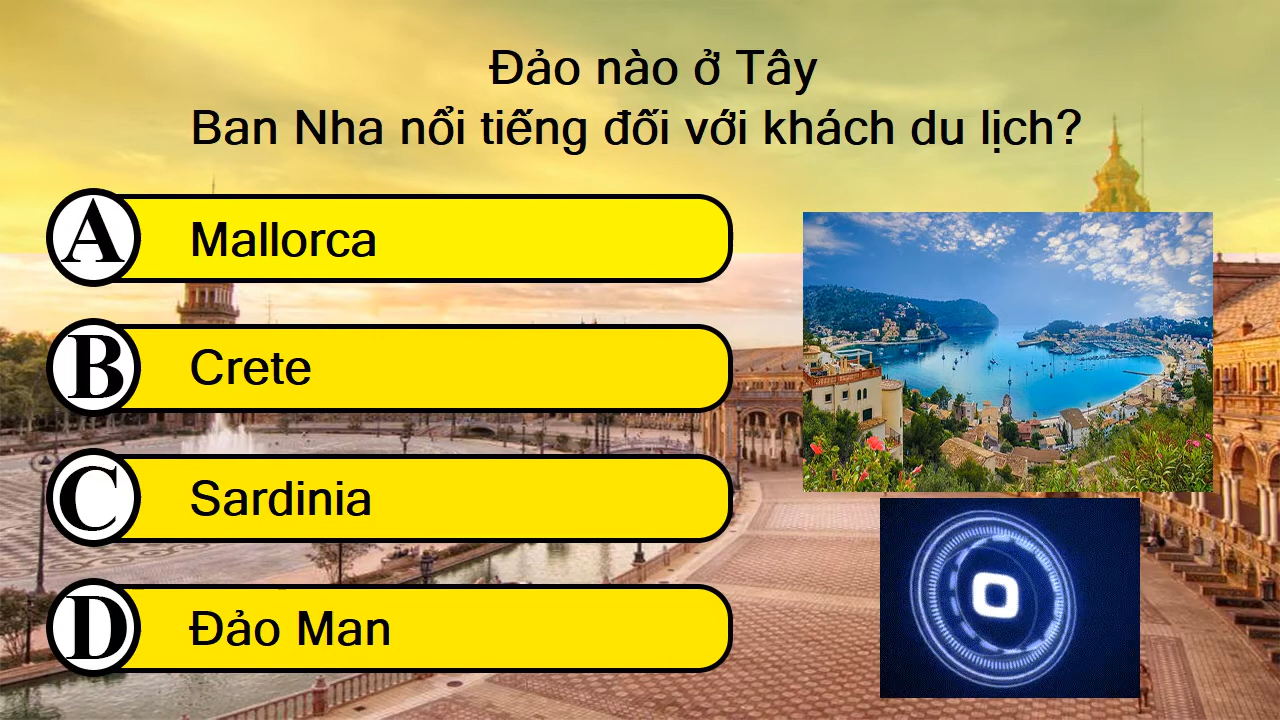 Đảo nào ở Tây
Ban Nha nổi tiếng đối với khách du lịch?
A Mallorca
B Crete
C Sardinia
D Đảo Man